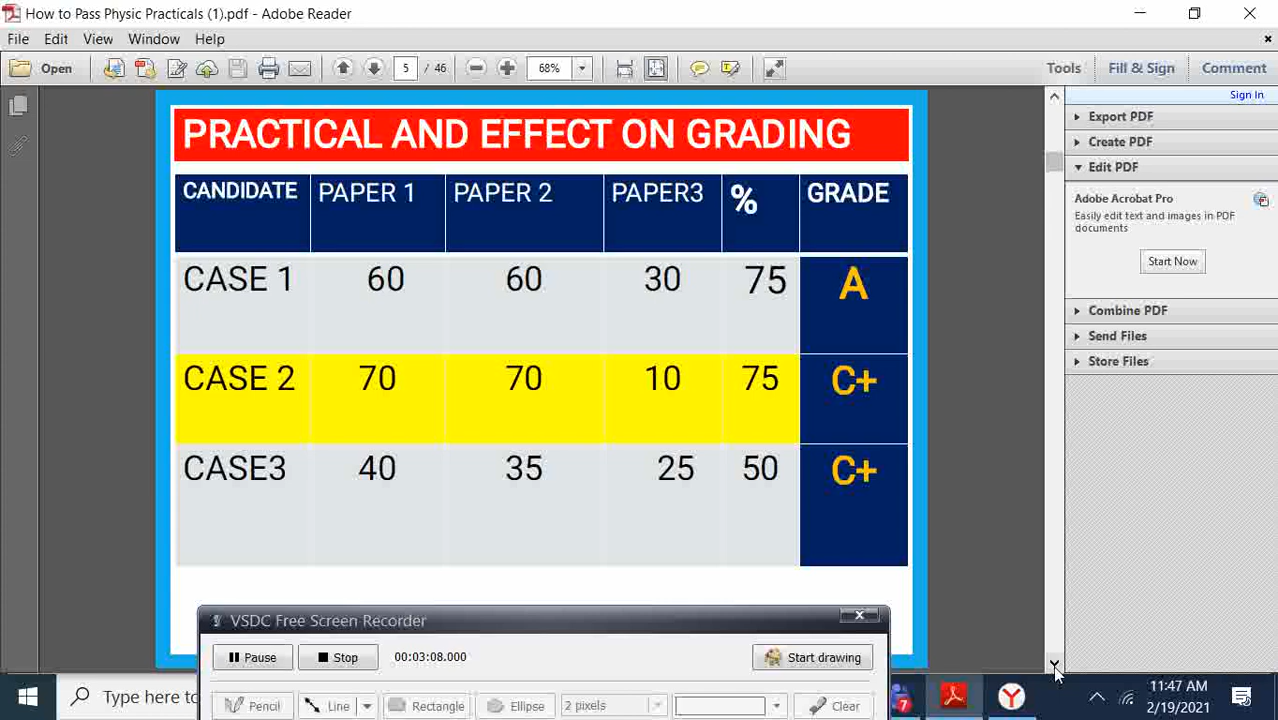 How to Pass Physic Practicals (1).pdf - Adobe Reader
File Edit View Window Help
Open 5 / 46 68% Tools Fill & Sign Comment
Sign In
PRACTICAL AND EFFECT ON GRADING
CANDIDATE PAPER 1 PAPER 2 PAPER3 % GRADE
CASE 1 60 60 30 75 A
CASE 2 70 70 10 75 C+
CASE3 40 35 25 50 C+
Export PDF
Create PDF
Edit PDF
Adobe Acrobat Pro
Easily edit text and images in PDF
documents
Start Now
Combine PDF
Send Files
Store Files
VSDC Free Screen Recorder
Pause Stop 00:03:08.000 Start drawing
Pencil Line Rectangle Ellipse 2 pixels Clear
Type here to
7
11:47 AM
2/19/2021